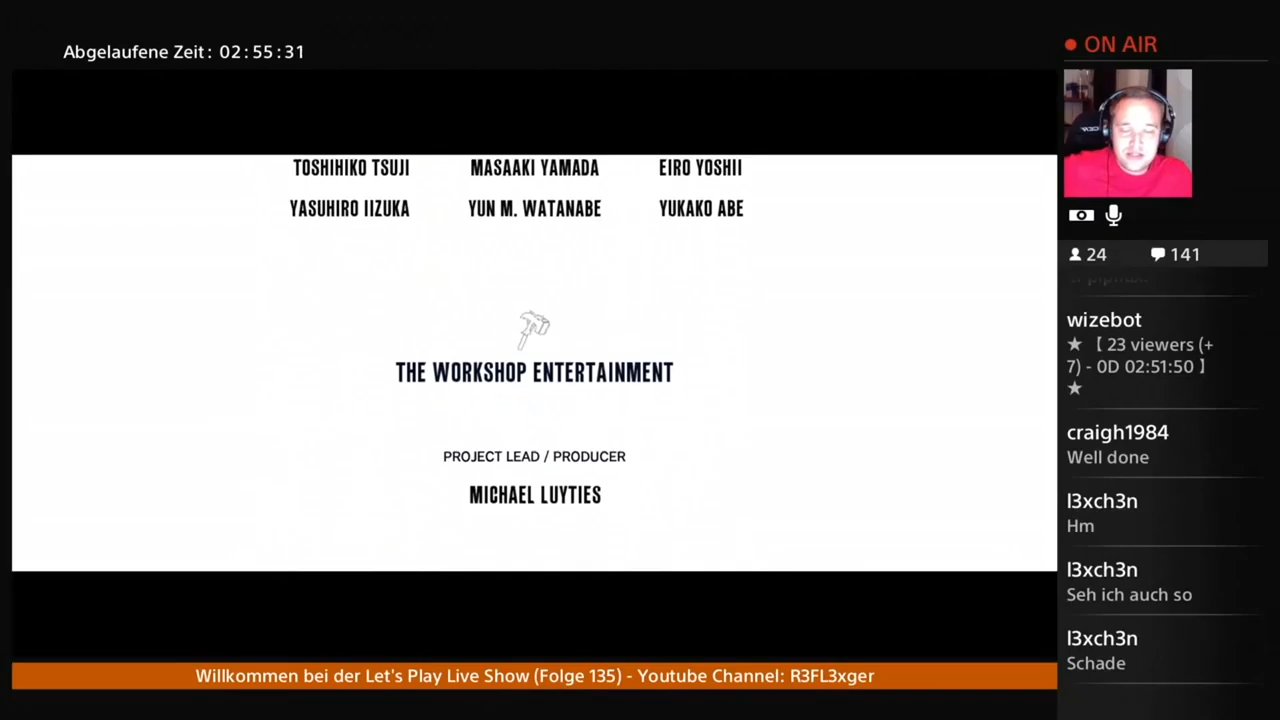 Abgelaufene Zeit: 02:55:31
ON AIR
TOSHIHIKO TSUJI MASAAKI YAMADA EIRO YOSHII
YASUHIRO IIZUKA YUN M. WATANABE YUKAKO ABE
THE WORKSHOP ENTERTAINMENT
PROJECT LEAD / PRODUCER
MICHAEL LUYTIES
24 141
wizebot
★ 【 23 viewers (+
7) - 0D 02:51:50 】
★
craigh1984
Well done
l3xch3n
Hm
l3xch3n
Seh ich auch so
l3xch3n
Schade
Willkommen bei der Let's Play Live Show (Folge 135) - Youtube Channel: R3FL3xger